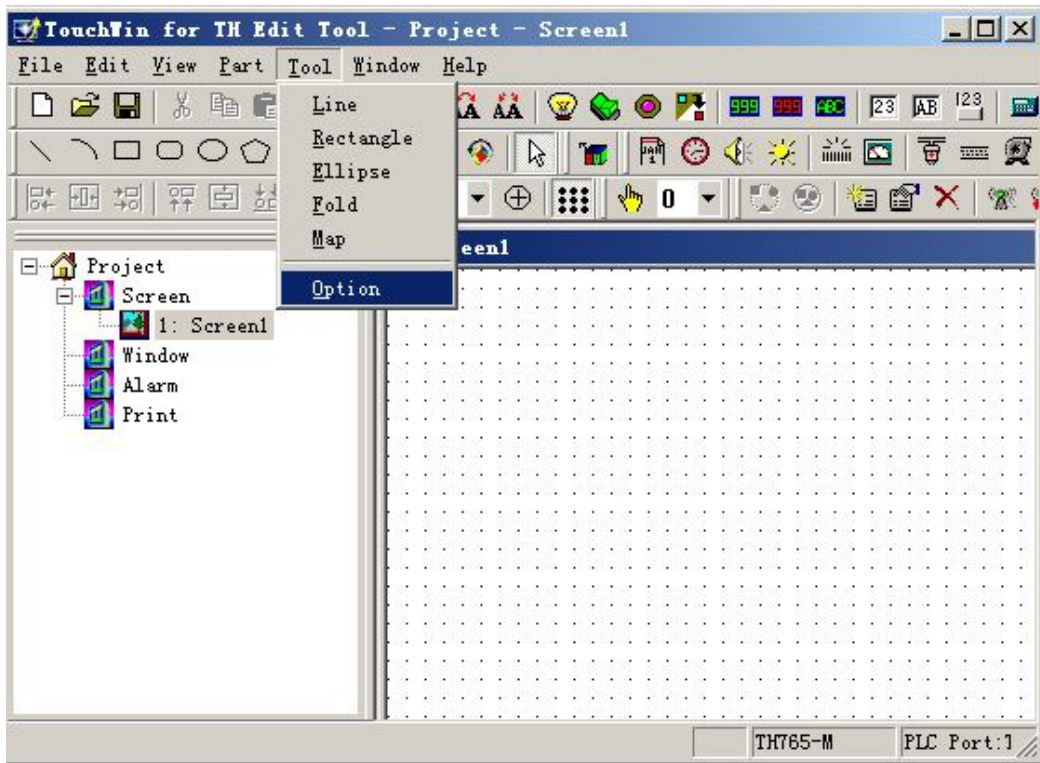 TouchWin for TH Edit Tool - Project - Screen1
File Edit View Part Tool Window Help
Line
Rectangle
Ellipse
Fold
Map
Option
999 999 ABC 23 AB 123
0
een1
Project
Screen
1: Screen1
Window
Alarm
Print
TH765-M
PLC Port: